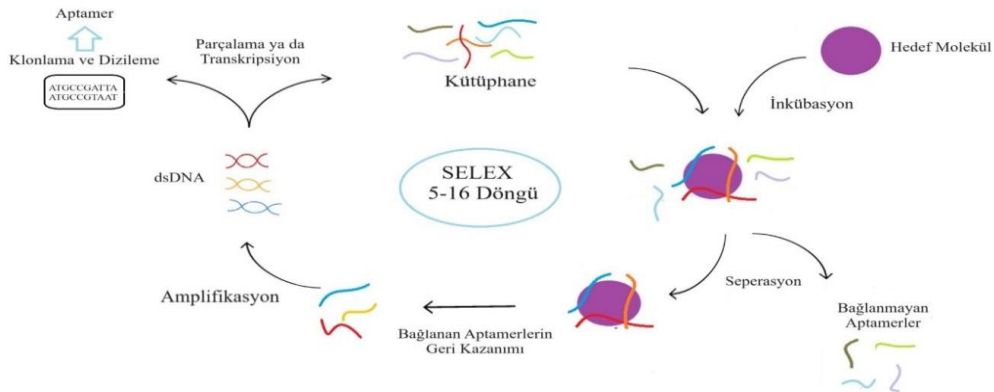 Aptamer
Klonlama ve Dizileme
ATGCCGATTA
ATGCCGTAAT
Parçalama ya da
Transkripsiyon
Kütüphane
Hedef Molekül
İnkübasyon
dsDNA
SELEX
5-16 Döngü
Seperasyon
Amplifikasyon
Bağlanan Aptamerlerin
Geri Kazanımı
Bağlanmayan
Aptamerler